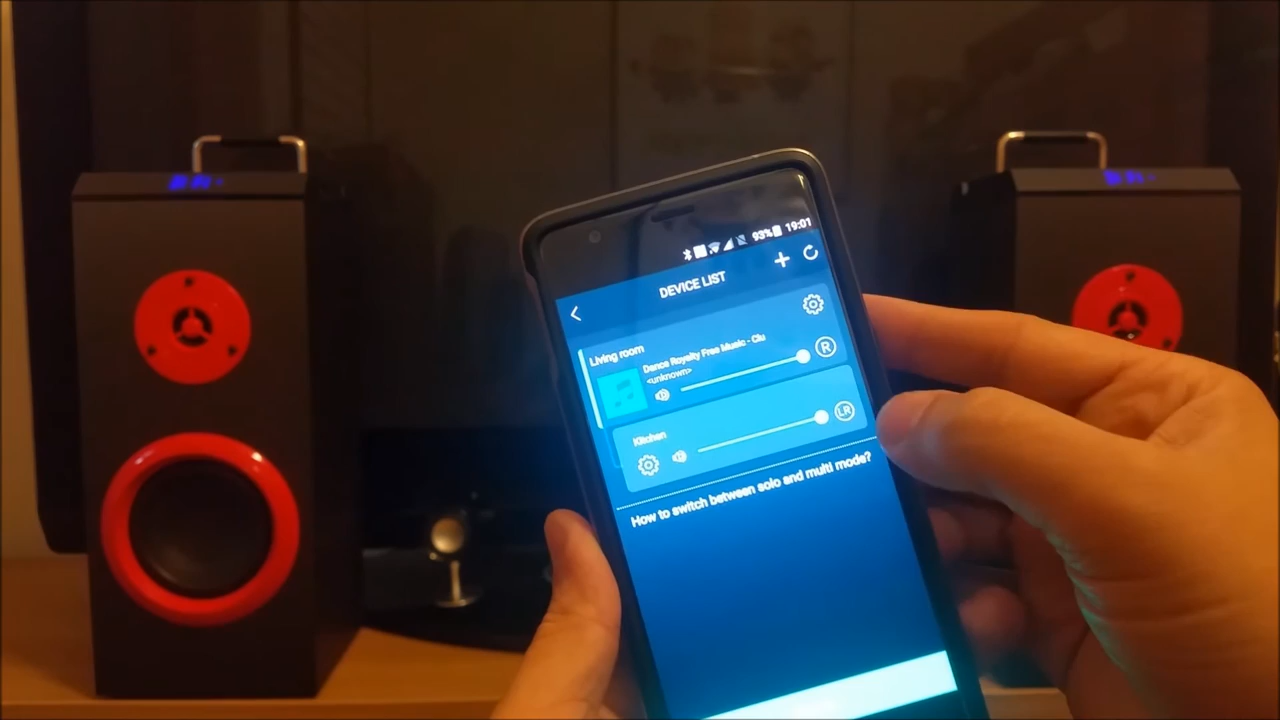 93% 19:01
DEVICE LIST
Living room
Dance Royalty Free Music - Clu
<unknown>
R
Kitchen
LR
How to switch between solo and multi mode?